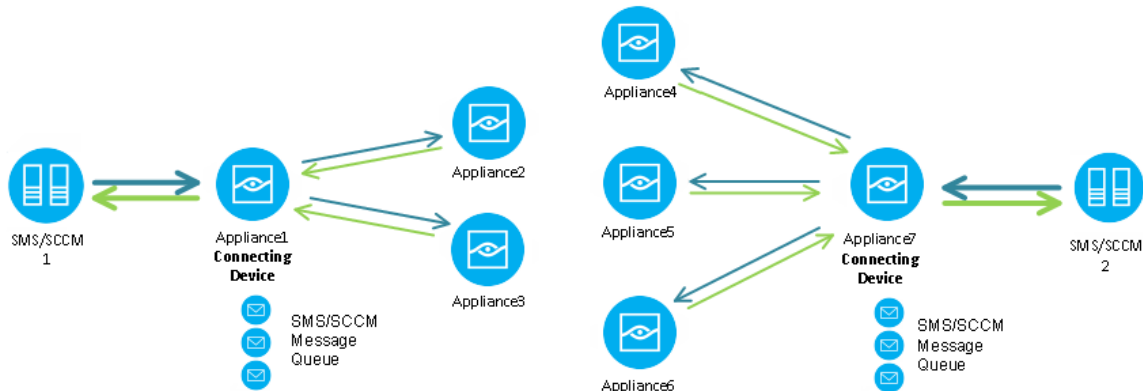 SMS/SCCM
1
Appliance1
Connecting
Device
SMS/SCCM
Message
Queue
Appliance2
Appliance3
Appliance4
Appliance5
Appliance6
Appliance7
Connecting
Device
SMS/SCCM
Message
Queue
SMS/SCCM
2